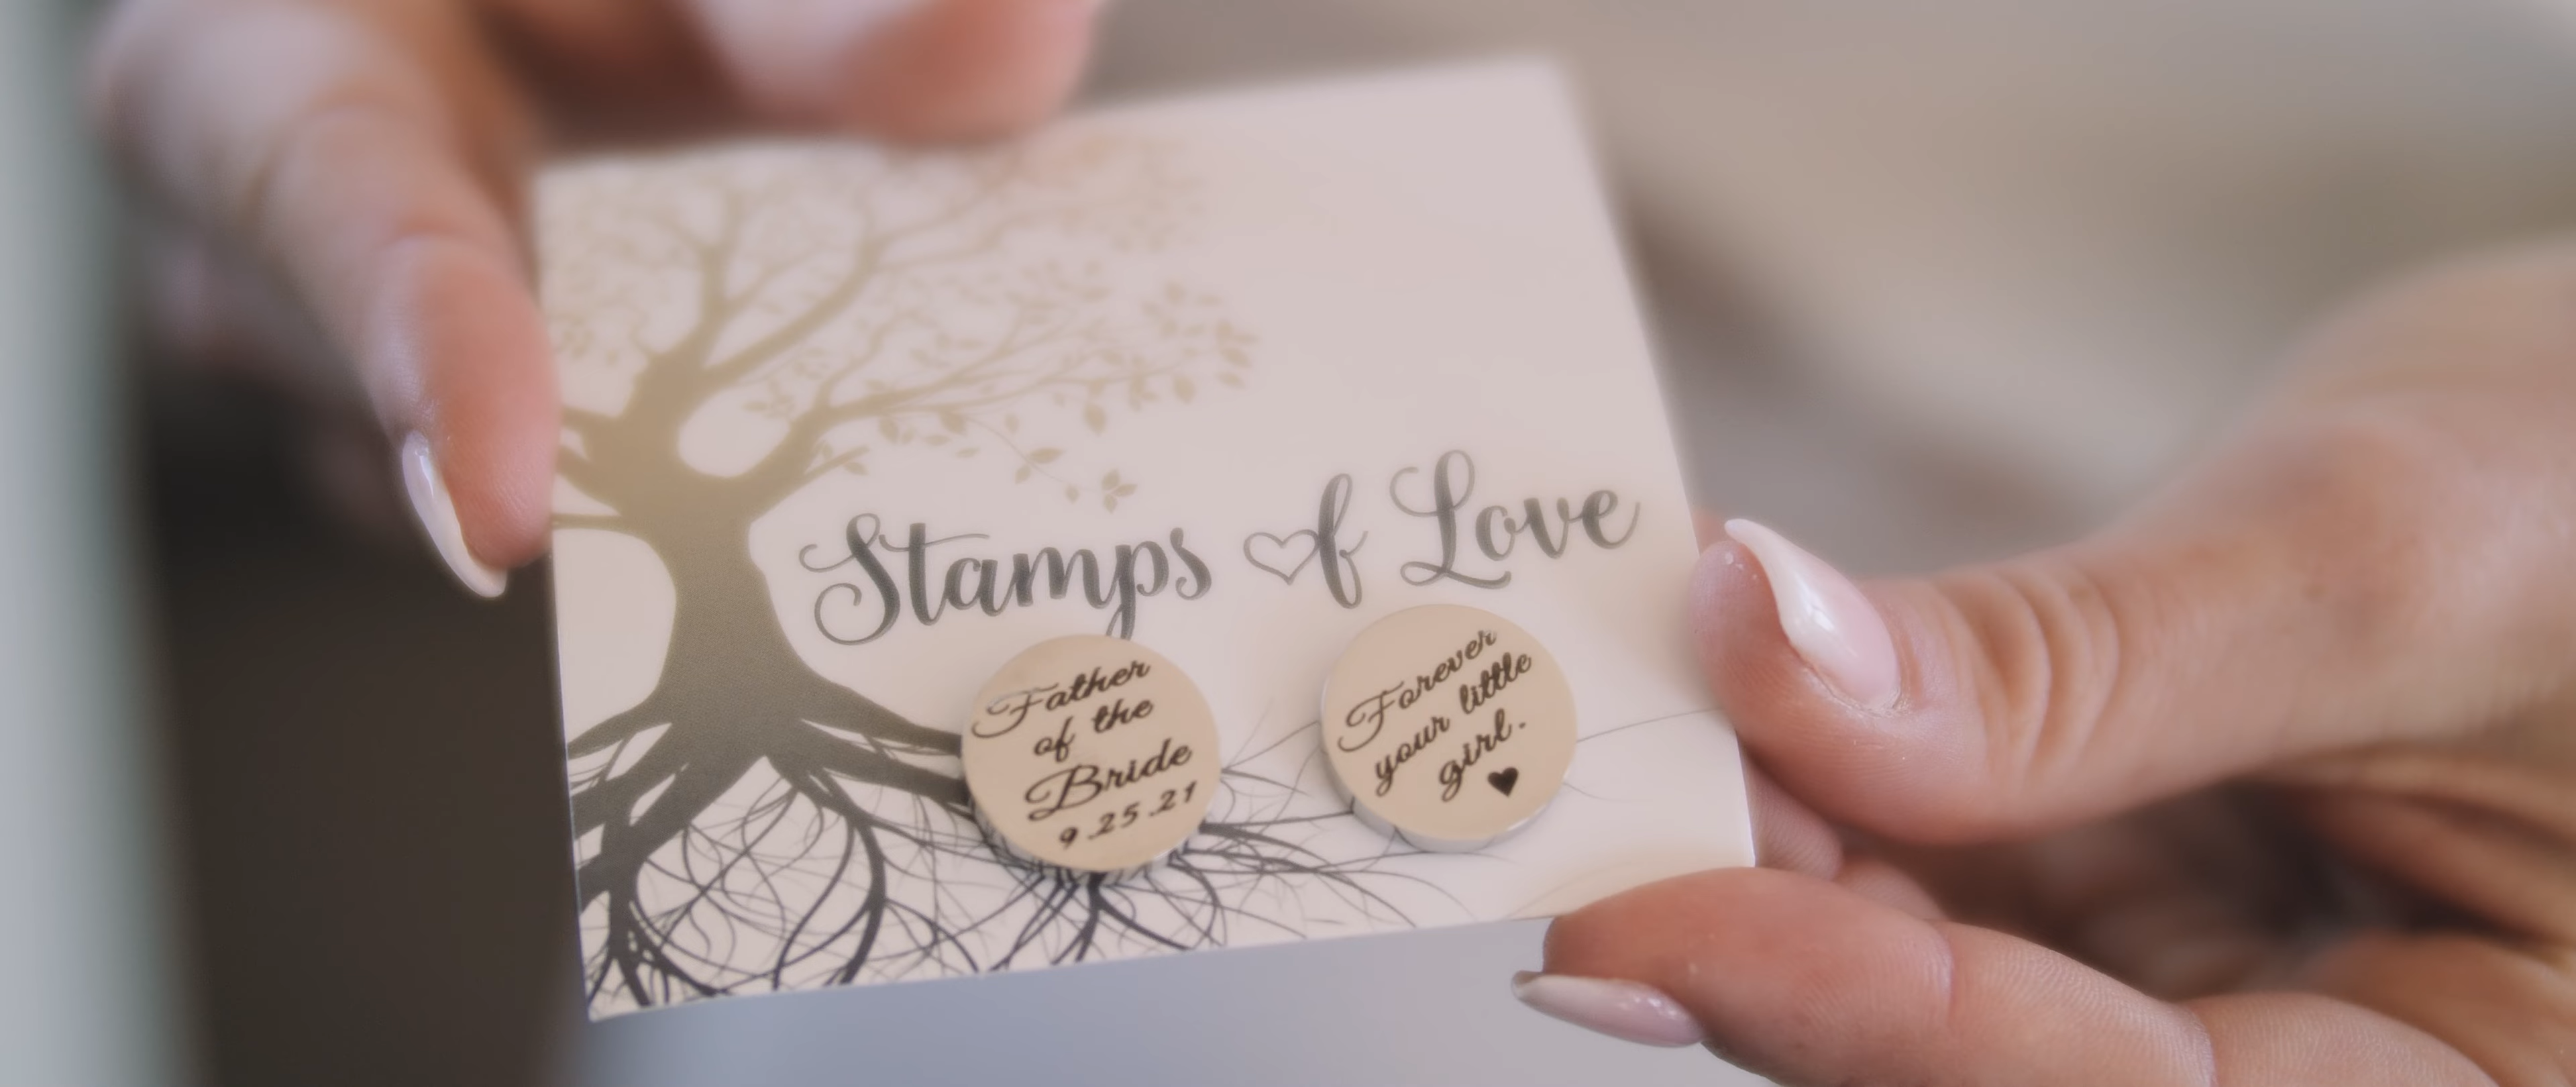 Stamps of Love
Father
of the
Bride
9.25.21
Forever
your little
girl.